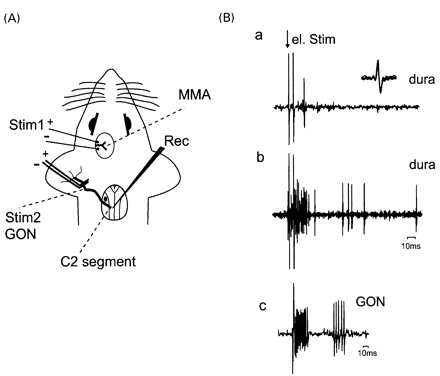 (A)
MMA
Stim1
+
-
Rec
+
-
Stim2
GON
C2 segment
(B)
a
el. Stim
dura
b
dura
10ms
c
GON
10ms